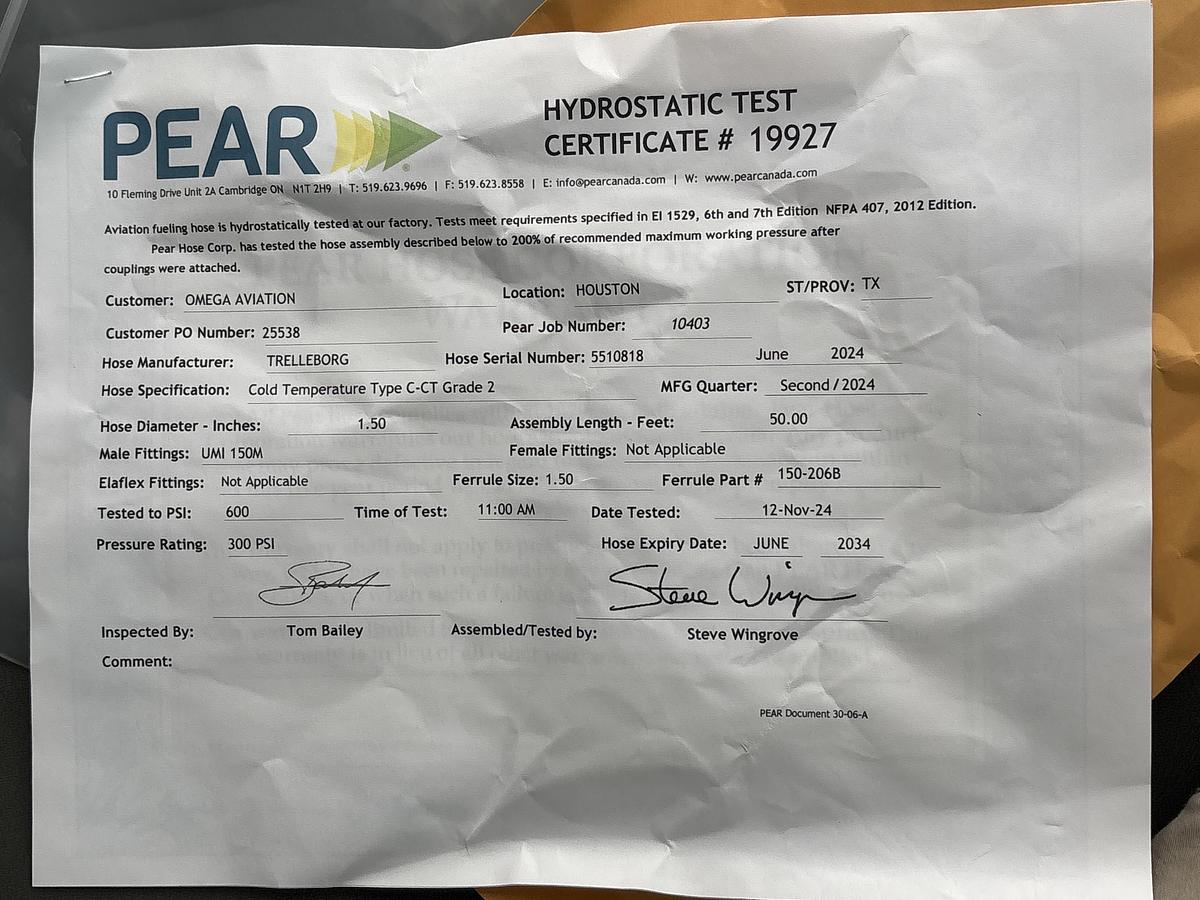 PEAR ®
HYDROSTATIC TEST
CERTIFICATE # 19927
10 Fleming Drive Unit 2A Cambridge ON N1T 2H9 | T: 519.623.9696 | F: 519.623.8558 | E: info@pearcanada.com | W: www.pearcanada.com
Aviation fueling hose is hydrostatically tested at our factory. Tests meet requirements specified in EI 1529, 6th and 7th Edition NFPA 407, 2012 Edition.
Pear Hose Corp. has tested the hose assembly described below to 200% of recommended maximum working pressure after
couplings were attached.
Customer: OMEGA AVIATION Location: HOUSTON ST/PROV: TX
Customer PO Number: 25538 Pear Job Number: 10403
Hose Manufacturer: TRELLEBORG Hose Serial Number: 5510818 June 2024
Hose Specification: Cold Temperature Type C-CT Grade 2 MFG Quarter: Second / 2024
Hose Diameter - Inches: 1.50 Assembly Length - Feet: 50.00
Male Fittings: UMI 150M Female Fittings: Not Applicable
Elaflex Fittings: Not Applicable Ferrule Size: 1.50 Ferrule Part # 150-206B
Tested to PSI: 600 Time of Test: 11:00 AM Date Tested: 12-Nov-24
Pressure Rating: 300 PSI Hose Expiry Date: JUNE 2034
Steve Wing
Inspected By: Tom Bailey Assembled/Tested by: Steve Wingrove
Comment:
PEAR Document 30-06-A